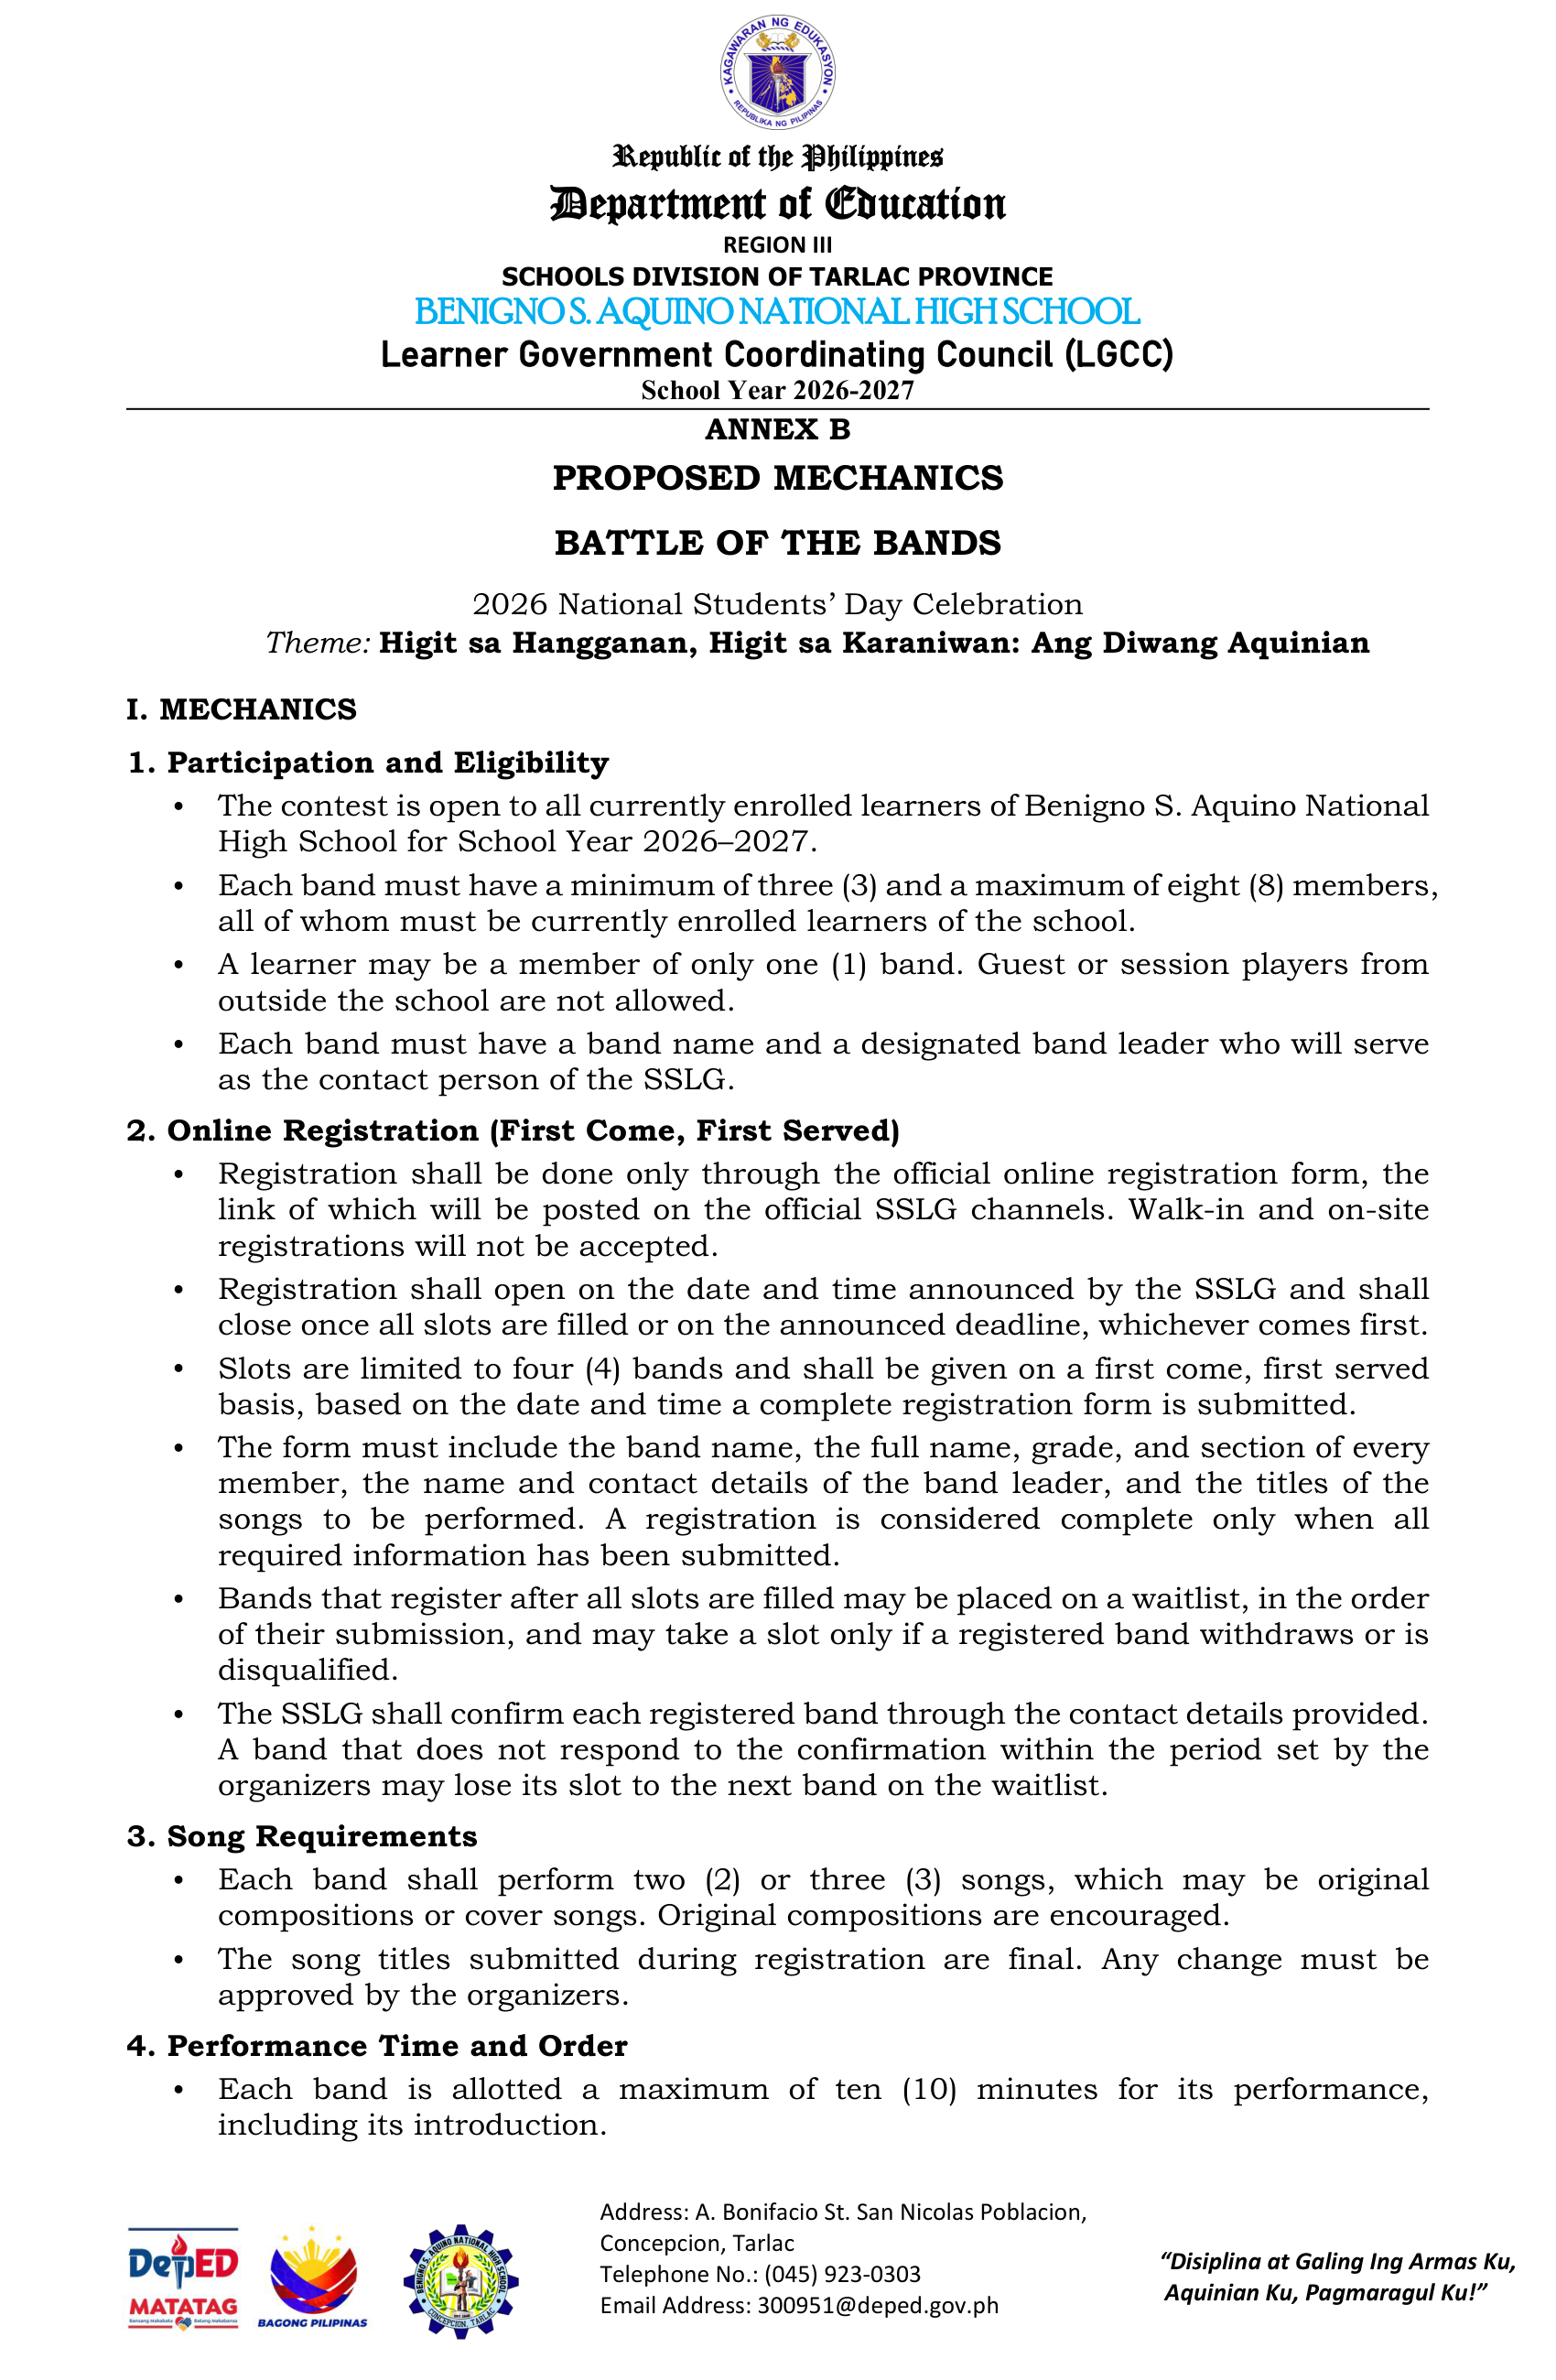 KAGAWARAN NG EDUKASYON
REPUBLIKA NG PILIPINAS
Republic of the Philippines
Department of Education
REGION III
SCHOOLS DIVISION OF TARLAC PROVINCE
BENIGNO S. AQUINO NATIONAL HIGH SCHOOL
Learner Government Coordinating Council (LGCC)
School Year 2026-2027
ANNEX B
PROPOSED MECHANICS
BATTLE OF THE BANDS
2026 National Students’ Day Celebration
Theme: Higit sa Hangganan, Higit sa Karaniwan: Ang Diwang Aquinian
I. MECHANICS
1. Participation and Eligibility
• The contest is open to all currently enrolled learners of Benigno S. Aquino National
High School for School Year 2026–2027.
• Each band must have a minimum of three (3) and a maximum of eight (8) members,
all of whom must be currently enrolled learners of the school.
• A learner may be a member of only one (1) band. Guest or session players from
outside the school are not allowed.
• Each band must have a band name and a designated band leader who will serve
as the contact person of the SSLG.
2. Online Registration (First Come, First Served)
• Registration shall be done only through the official online registration form, the
link of which will be posted on the official SSLG channels. Walk-in and on-site
registrations will not be accepted.
• Registration shall open on the date and time announced by the SSLG and shall
close once all slots are filled or on the announced deadline, whichever comes first.
• Slots are limited to four (4) bands and shall be given on a first come, first served
basis, based on the date and time a complete registration form is submitted.
• The form must include the band name, the full name, grade, and section of every
member, the name and contact details of the band leader, and the titles of the
songs to be performed. A registration is considered complete only when all
required information has been submitted.
• Bands that register after all slots are filled may be placed on a waitlist, in the order
of their submission, and may take a slot only if a registered band withdraws or is
disqualified.
• The SSLG shall confirm each registered band through the contact details provided.
A band that does not respond to the confirmation within the period set by the
organizers may lose its slot to the next band on the waitlist.
3. Song Requirements
• Each band shall perform two (2) or three (3) songs, which may be original
compositions or cover songs. Original compositions are encouraged.
• The song titles submitted during registration are final. Any change must be
approved by the organizers.
4. Performance Time and Order
• Each band is allotted a maximum of ten (10) minutes for its performance,
including its introduction.
DepED
MATATAG
BAGONG PILIPINAS
BENIGNO S. AQUINO NATIONAL HIGH SCHOOL
CONCEPCION, TARLAC
Address: A. Bonifacio St. San Nicolas Poblacion,
Concepcion, Tarlac
Telephone No.: (045) 923-0303
Email Address: 300951@deped.gov.ph
“Disiplina at Galing Ing Armas Ku,
Aquinian Ku, Pagmaragul Ku!”